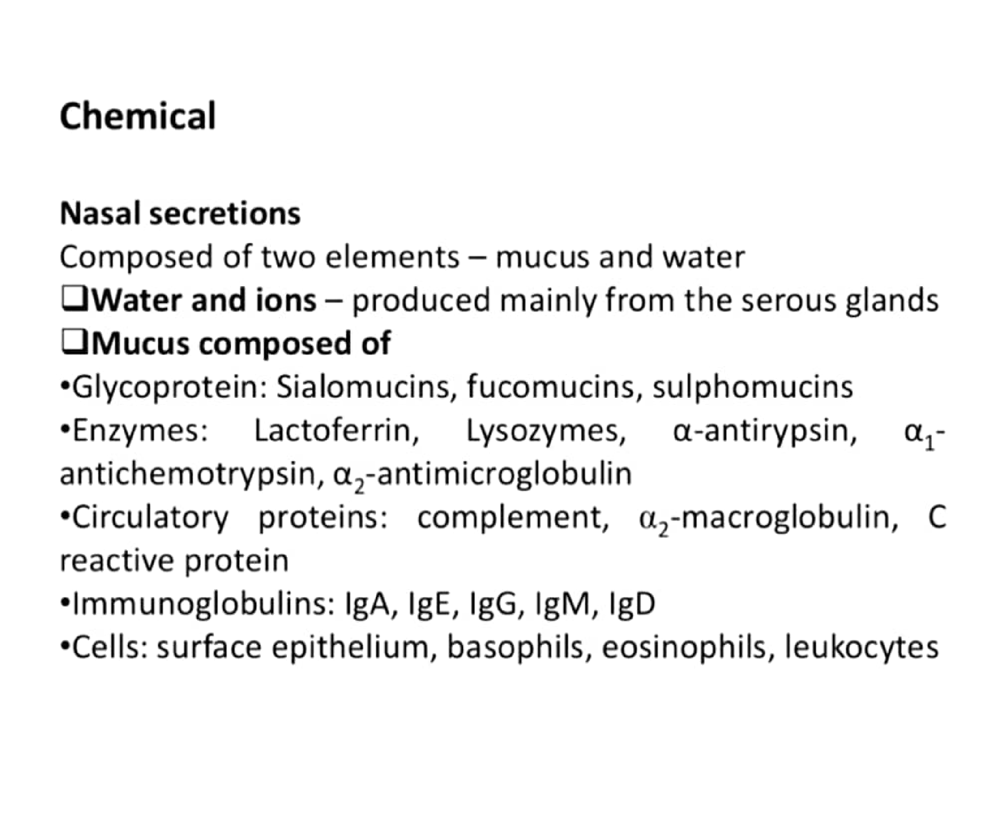 Chemical
Nasal secretions
Composed of two elements – mucus and water
❑Water and ions – produced mainly from the serous glands
❑Mucus composed of
•Glycoprotein: Sialomucins, fucomucins, sulphomucins
•Enzymes: Lactoferrin, Lysozymes, α-antirypsin, α₁-
antichemotrypsin, α₂-antimicroglobulin
•Circulatory proteins: complement, α₂-macroglobulin, C
reactive protein
•Immunoglobulins: IgA, IgE, IgG, IgM, IgD
•Cells: surface epithelium, basophils, eosinophils, leukocytes